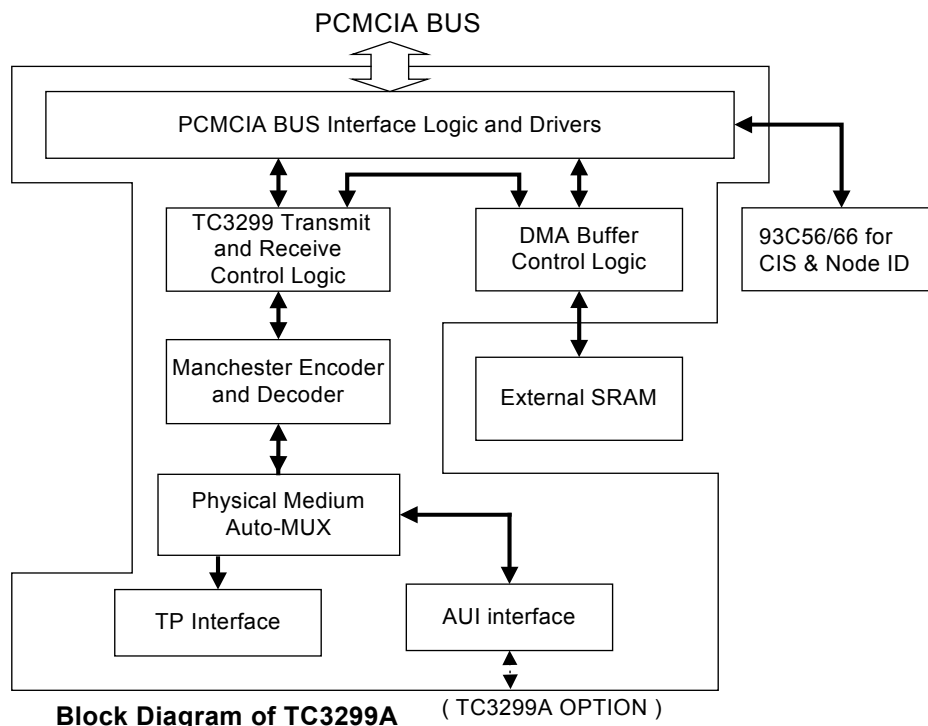 PCMCIA BUS
PCMCIA BUS Interface Logic and Drivers
TC3299 Transmit
and Receive
Control Logic
DMA Buffer
Control Logic
93C56/66 for
CIS & Node ID
Manchester Encoder
and Decoder
External SRAM
Physical Medium
Auto-MUX
TP Interface
AUI interface
Block Diagram of TC3299A
( TC3299A OPTION )